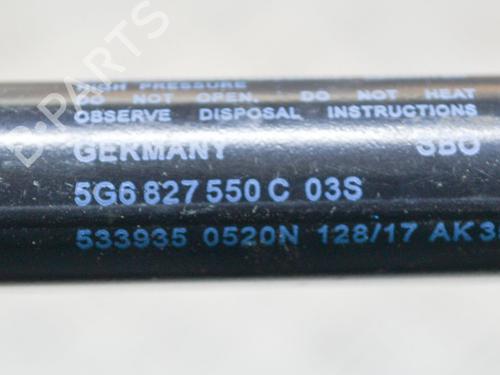 B-PARTS
HIGH PRESSURE
DO NOT OPEN, DO NOT HEAT
OBSERVE DISPOSAL INSTRUCTIONS
GERMANY SBO
5G6 827 550 C 03S
533935 0520N 128/17 AK 3